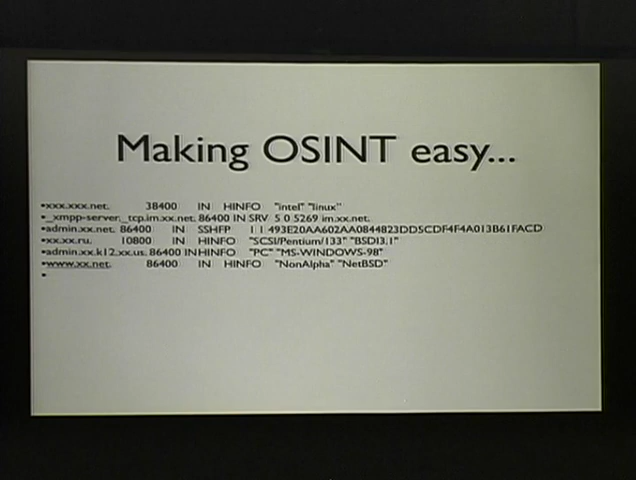 Making OSINT easy...
•xxx.xxx.net. 38400 IN HINFO "intel" "linux"
•_xmpp-server._tcp.im.xx.net. 86400 IN SRV 5 0 5269 im.xx.net.
•admin.xx.net. 86400 IN SSHFP 1 1 493E20AA602AA0844823DD5CDF4F4A013B61FACD
•xx.xx.ru. 10800 IN HINFO "SCSI/Pentium/133" "BSDI3.1"
•admin.xx.k12.xx.us. 86400 IN HINFO "PC" "MS-WINDOWS-98"
•www.xx.net. 86400 IN HINFO "NonAlpha" "NetBSD"
•